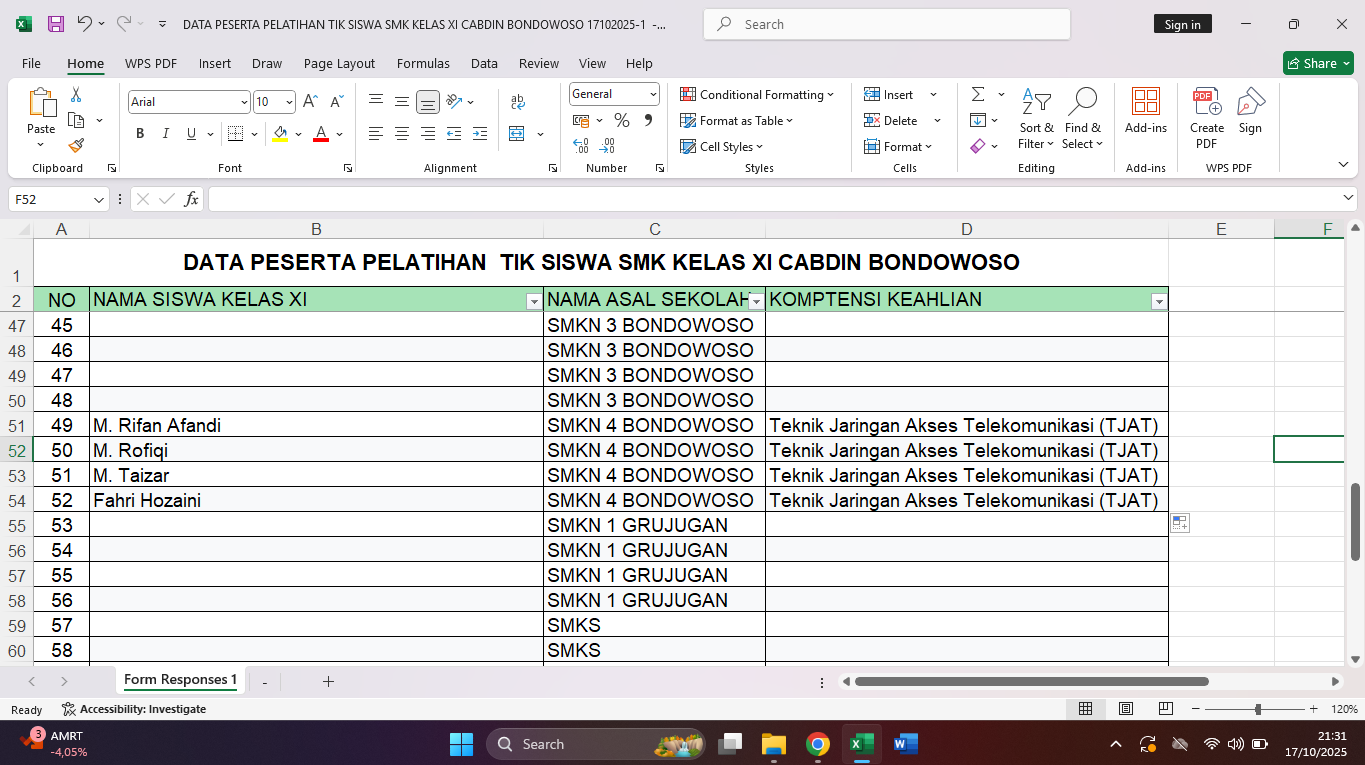 DATA PESERTA PELATIHAN TIK SISWA SMK KELAS XI CABDIN BONDOWOSO 17102025-1 -...
Search
Sign in
File Home WPS PDF Insert Draw Page Layout Formulas Data Review View Help
Share
Paste
Arial 10
General
Conditional Formatting
Format as Table
Cell Styles
Insert
Delete
Format
Sort & Filter
Find & Select
Add-ins
Create PDF
Sign
Clipboard Font Alignment Number Styles Cells Editing Add-ins WPS PDF
F52 fx
A B C D E F
1 DATA PESERTA PELATIHAN TIK SISWA SMK KELAS XI CABDIN BONDOWOSO
2 NO NAMA SISWA KELAS XI NAMA ASAL SEKOLAH KOMPTENSI KEAHLIAN
47 45 SMKN 3 BONDOWOSO
48 46 SMKN 3 BONDOWOSO
49 47 SMKN 3 BONDOWOSO
50 48 SMKN 3 BONDOWOSO
51 49 M. Rifan Afandi SMKN 4 BONDOWOSO Teknik Jaringan Akses Telekomunikasi (TJAT)
52 50 M. Rofiqi SMKN 4 BONDOWOSO Teknik Jaringan Akses Telekomunikasi (TJAT)
53 51 M. Taizar SMKN 4 BONDOWOSO Teknik Jaringan Akses Telekomunikasi (TJAT)
54 52 Fahri Hozaini SMKN 4 BONDOWOSO Teknik Jaringan Akses Telekomunikasi (TJAT)
55 53 SMKN 1 GRUJUGAN
56 54 SMKN 1 GRUJUGAN
57 55 SMKN 1 GRUJUGAN
58 56 SMKN 1 GRUJUGAN
59 57 SMKS
60 58 SMKS
Form Responses 1 -
Ready Accessibility: Investigate 120%
3 AMRT
-4,05%
Search
21:31
17/10/2025